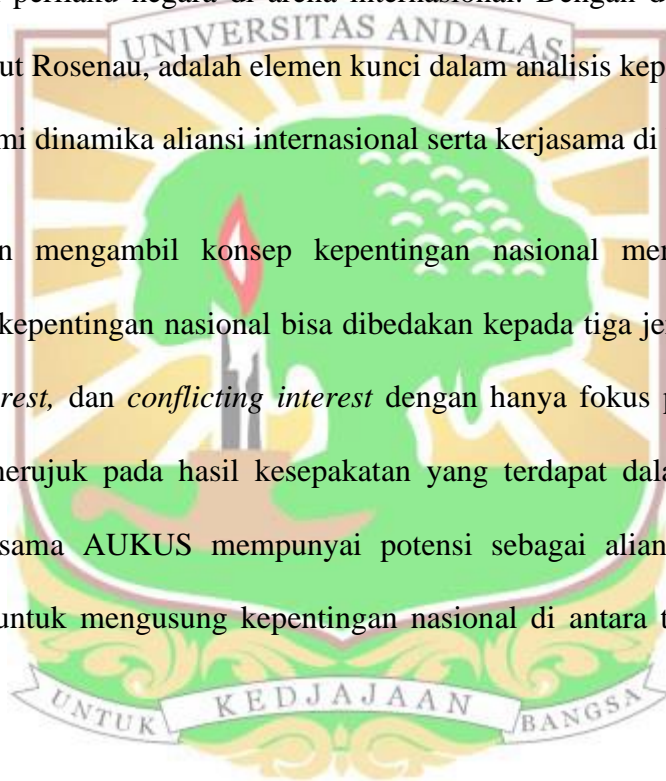 perilaku negara di arena internasional. Dengan d
UNIVERSITAS ANDALAS
ut Rosenau, adalah elemen kunci dalam analisis kep
mi dinamika aliansi internasional serta kerjasama di
n mengambil konsep kepentingan nasional men
kepentingan nasional bisa dibedakan kepada tiga je
rest, dan conflicting interest dengan hanya fokus p
merujuk pada hasil kesepakatan yang terdapat dala
sama AUKUS mempunyai potensi sebagai alian
untuk mengusung kepentingan nasional di antara t
UNTUK KEDJAJAAN BANGSA